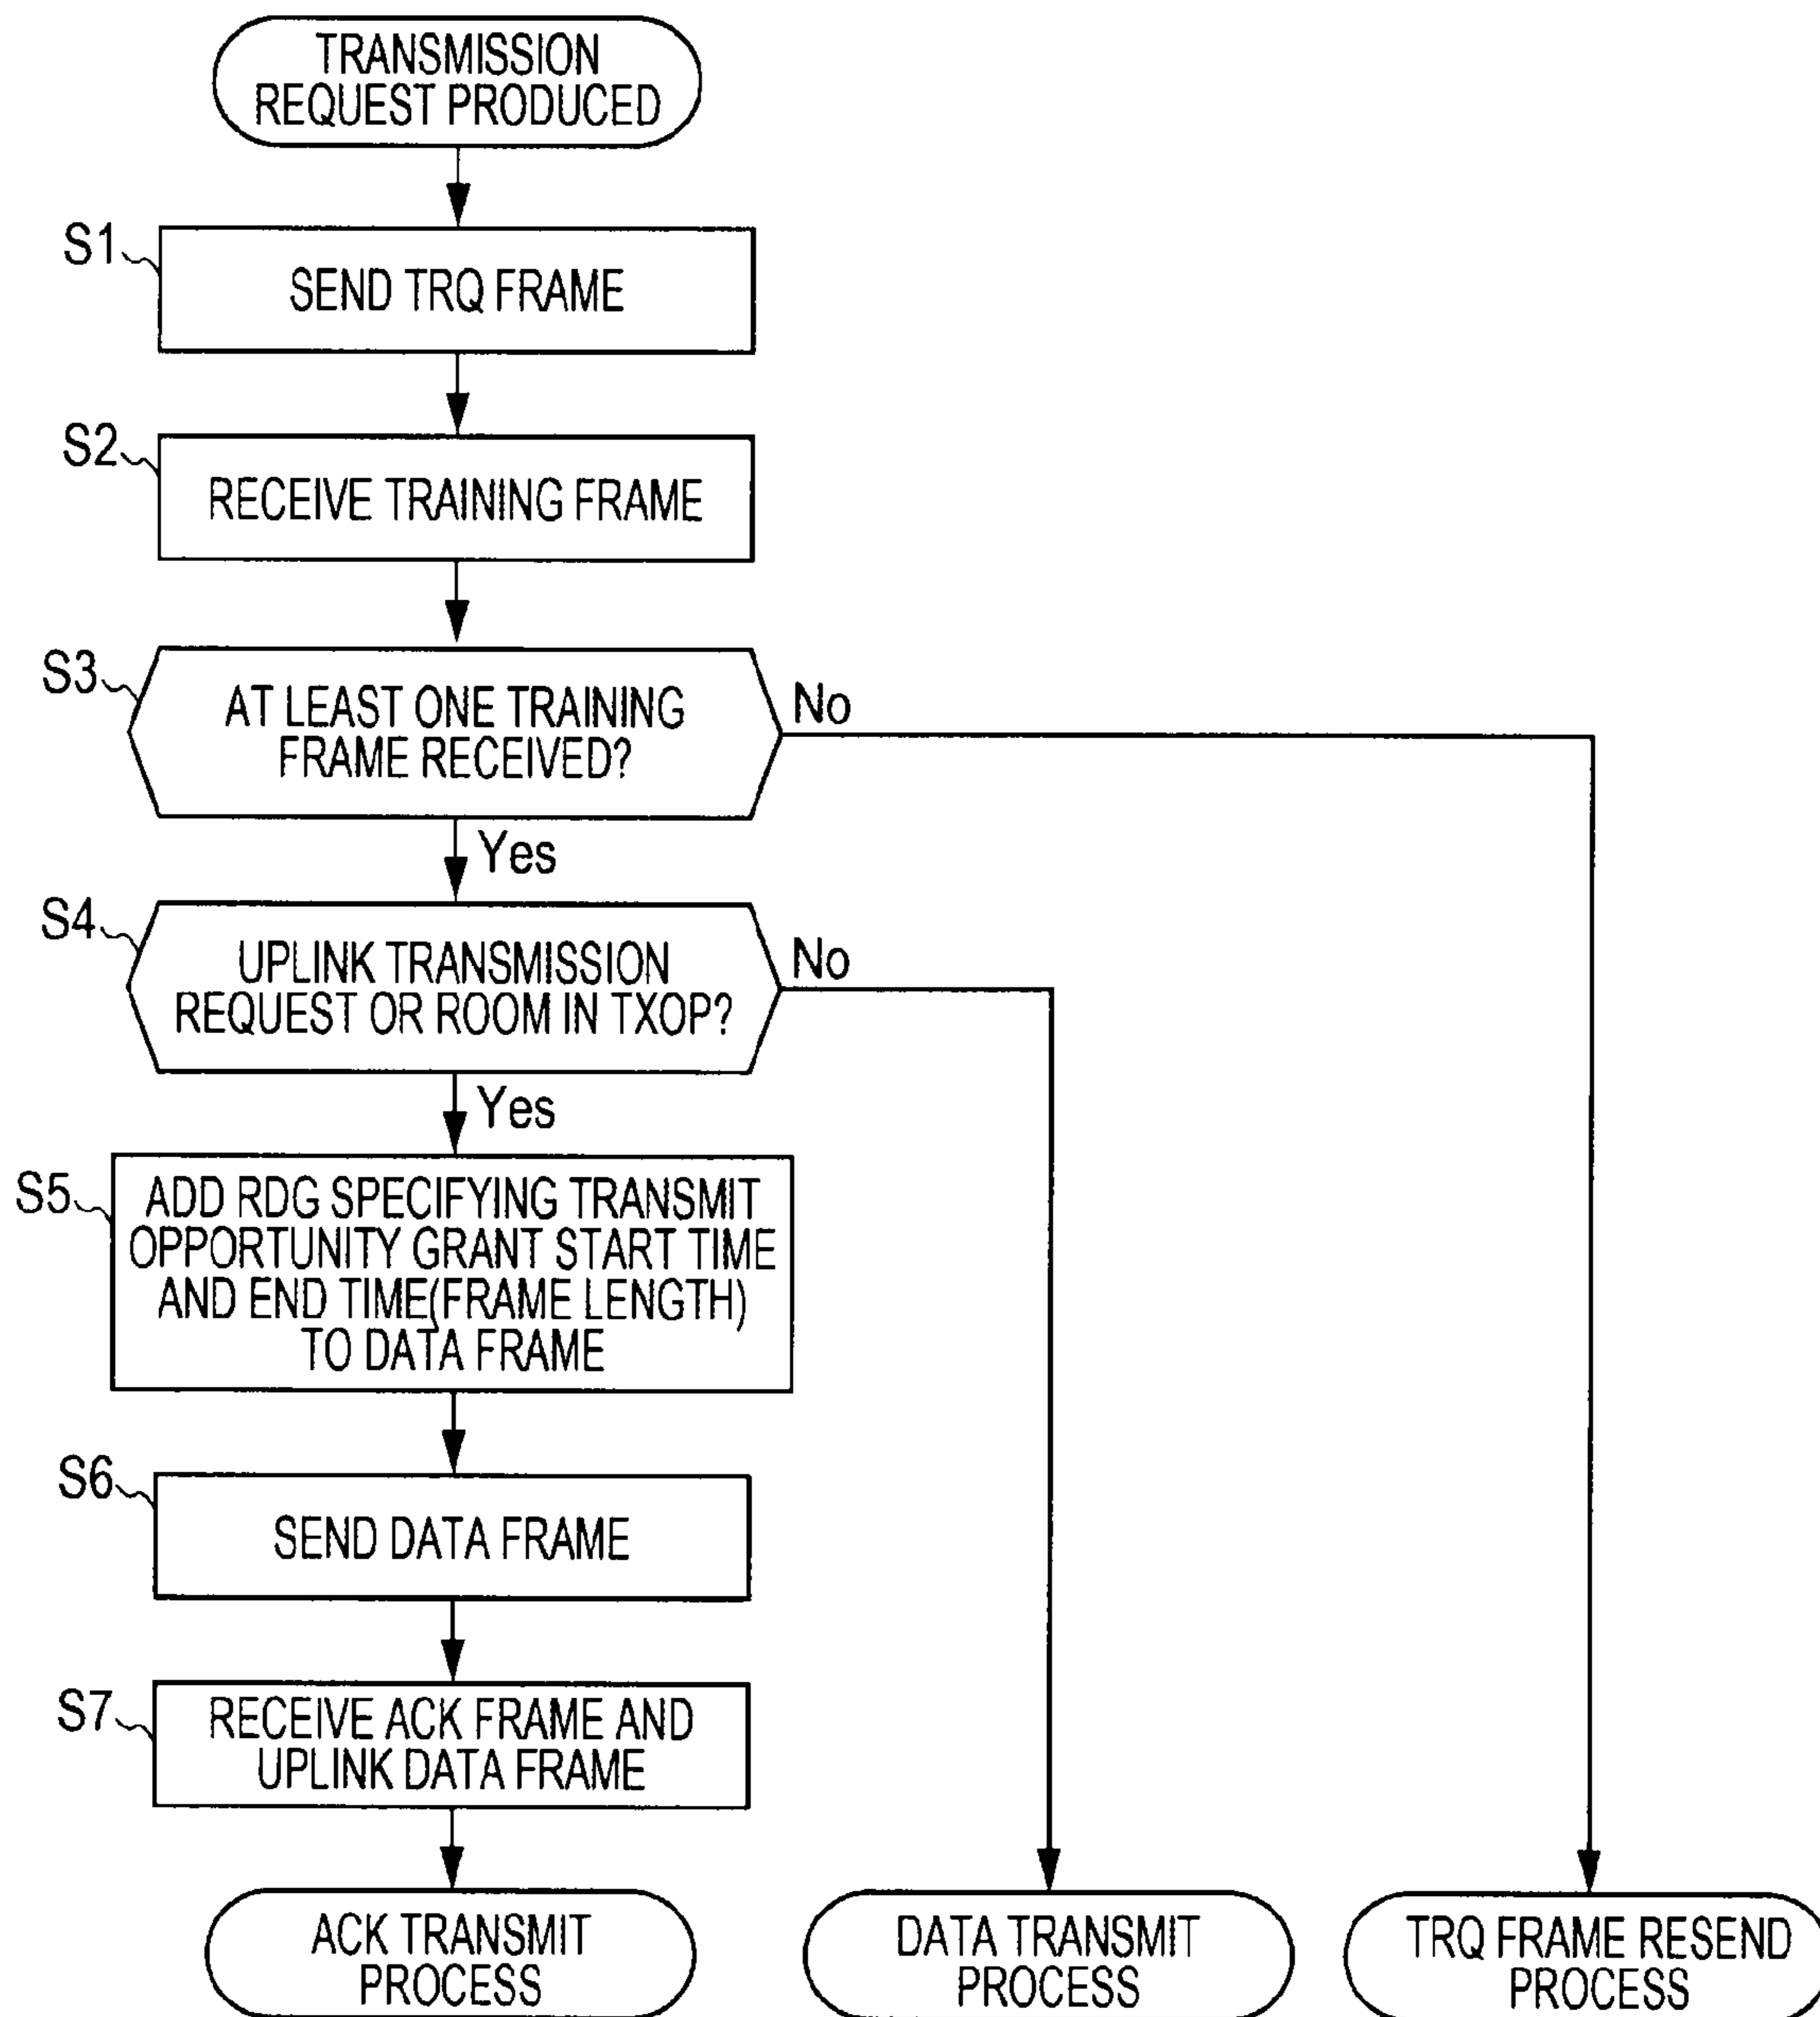 TRANSMISSION
REQUEST PRODUCED
S1
SEND TRQ FRAME
S2
RECEIVE TRAINING FRAME
S3
AT LEAST ONE TRAINING
FRAME RECEIVED?
No
Yes
S4
UPLINK TRANSMISSION
REQUEST OR ROOM IN TXOP?
No
Yes
S5
ADD RDG SPECIFYING TRANSMIT
OPPORTUNITY GRANT START TIME
AND END TIME(FRAME LENGTH)
TO DATA FRAME
S6
SEND DATA FRAME
S7
RECEIVE ACK FRAME AND
UPLINK DATA FRAME
ACK TRANSMIT
PROCESS
DATA TRANSMIT
PROCESS
TRQ FRAME RESEND
PROCESS